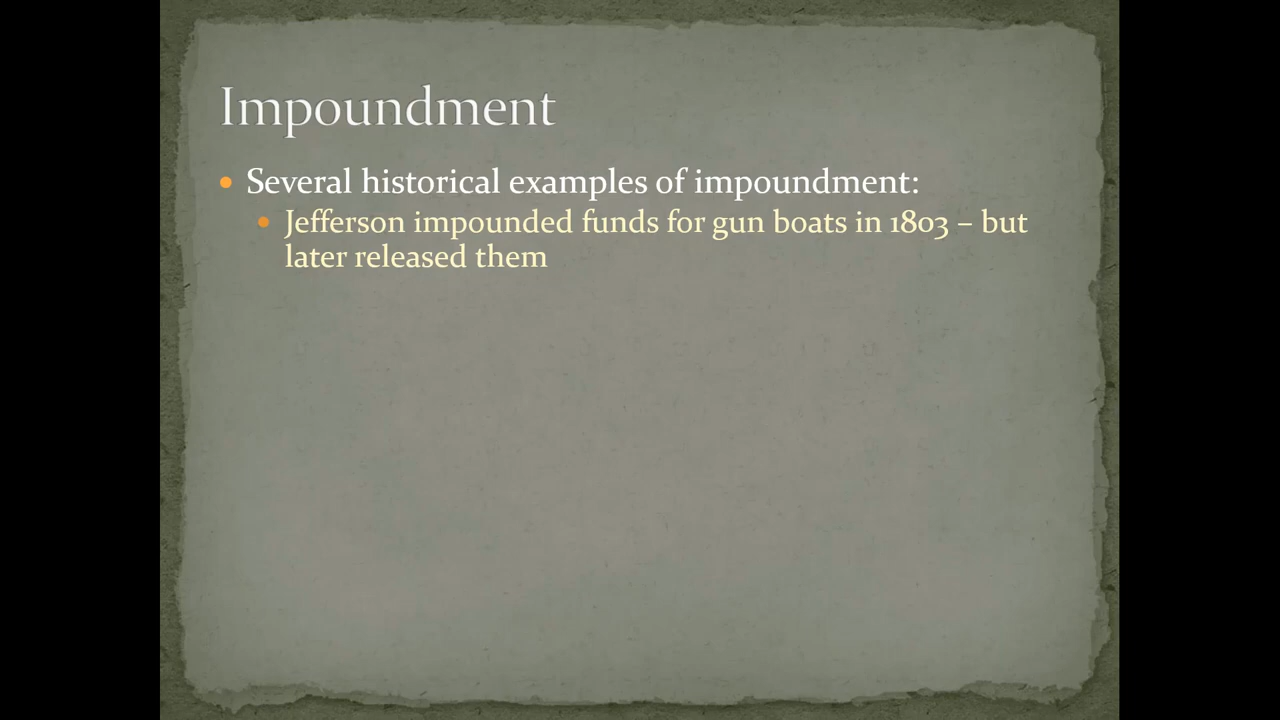 Impoundment
• Several historical examples of impoundment:
• Jefferson impounded funds for gun boats in 1803 – but
later released them